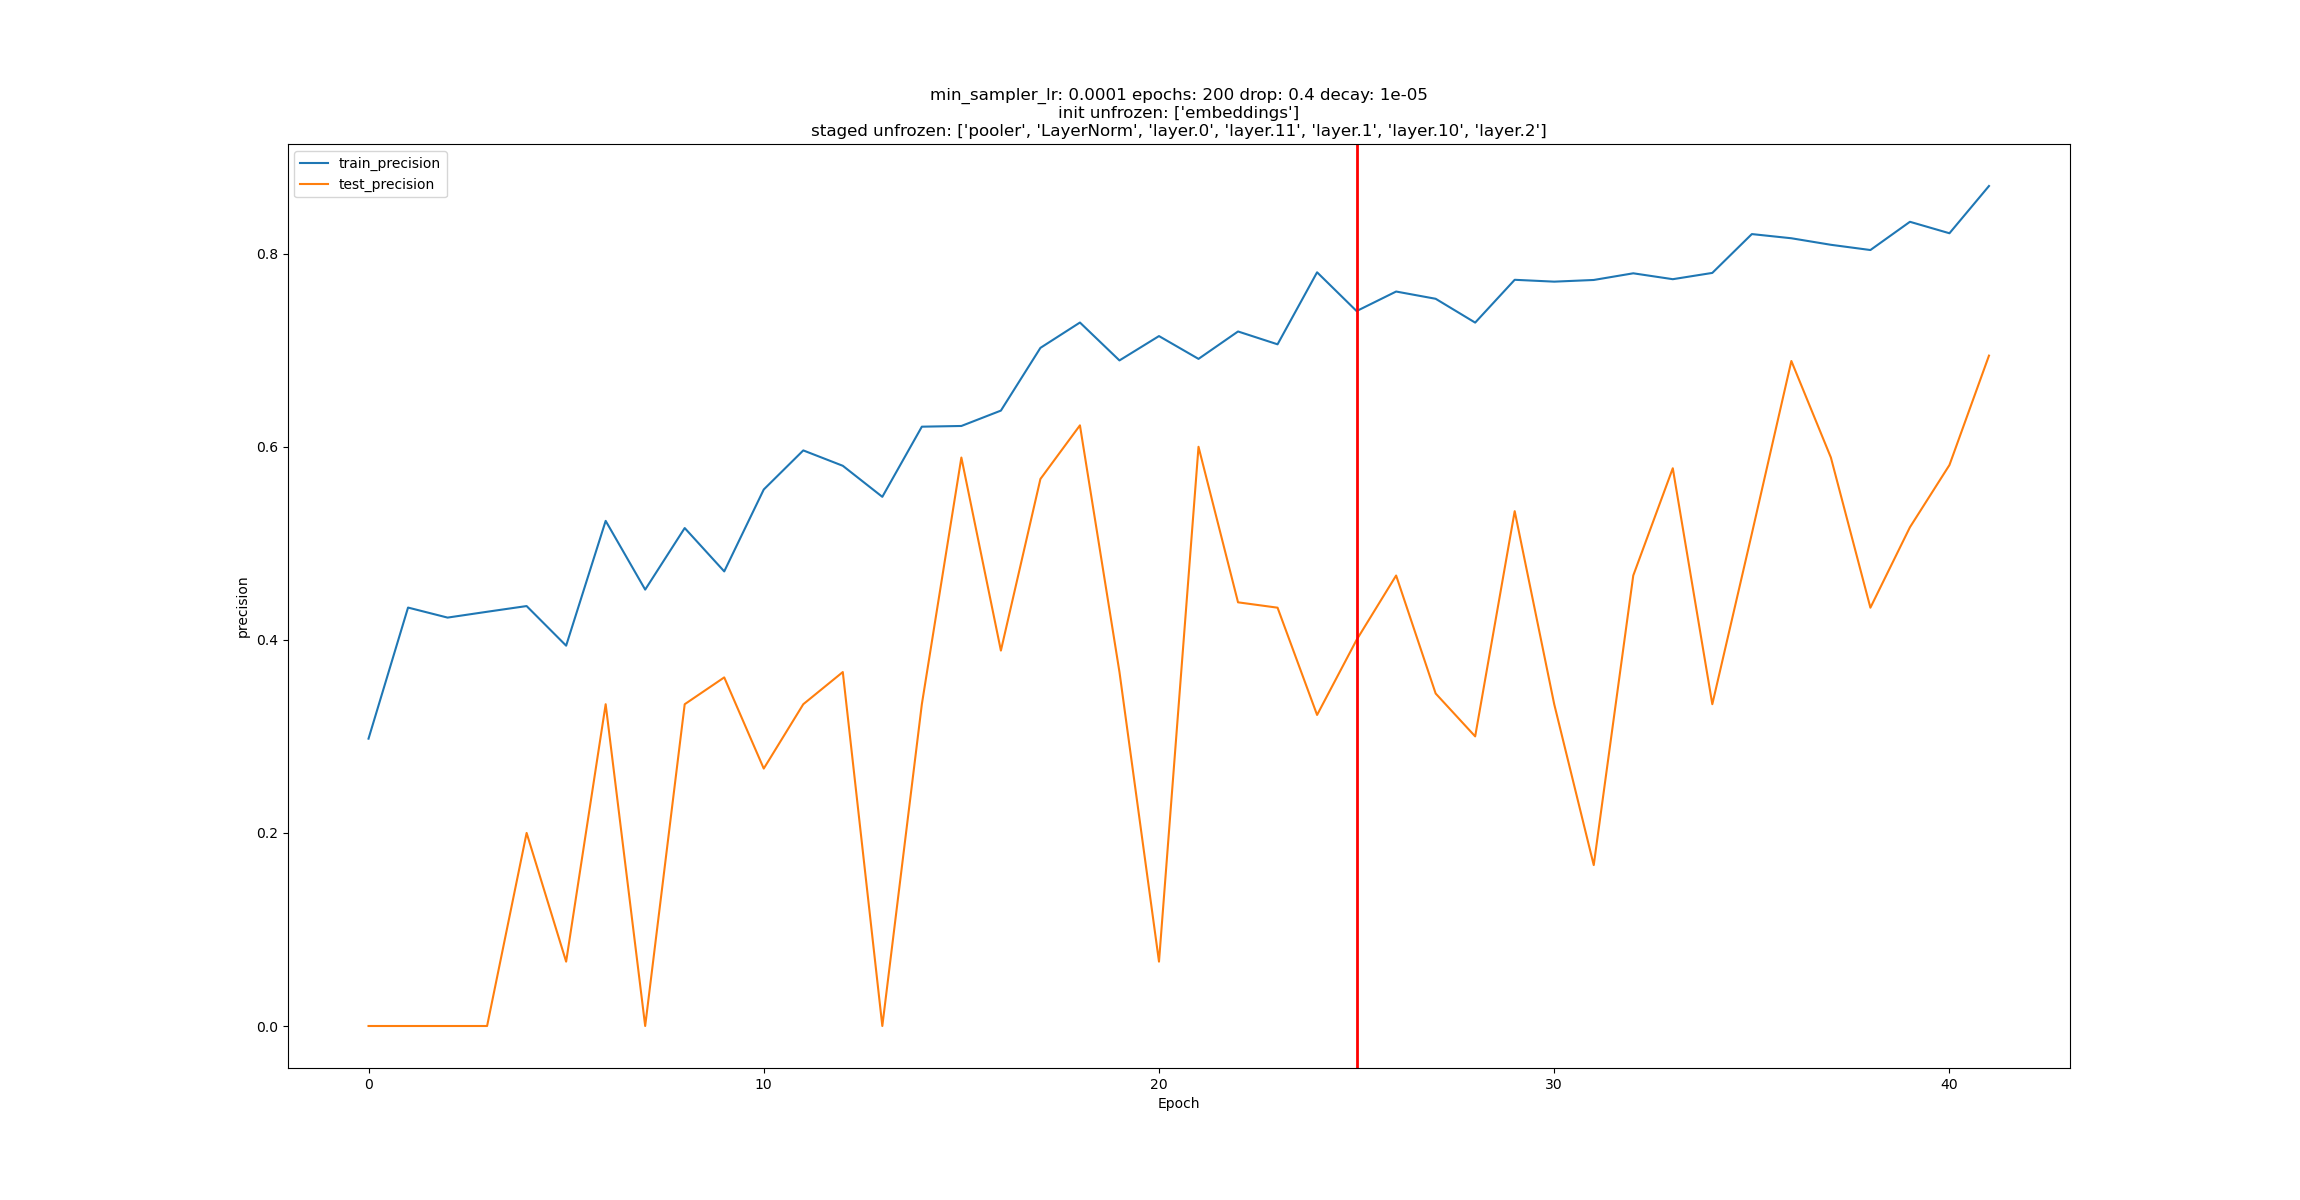 min_sampler_lr: 0.0001 epochs: 200 drop: 0.4 decay: 1e-05
init unfrozen: ['embeddings']
staged unfrozen: ['pooler', 'LayerNorm', 'layer.0', 'layer.11', 'layer.1', 'layer.10', 'layer.2']
train_precision
test_precision
0.8
0.6
0.4
0.2
0.0
precision
0 10 20 30 40
Epoch